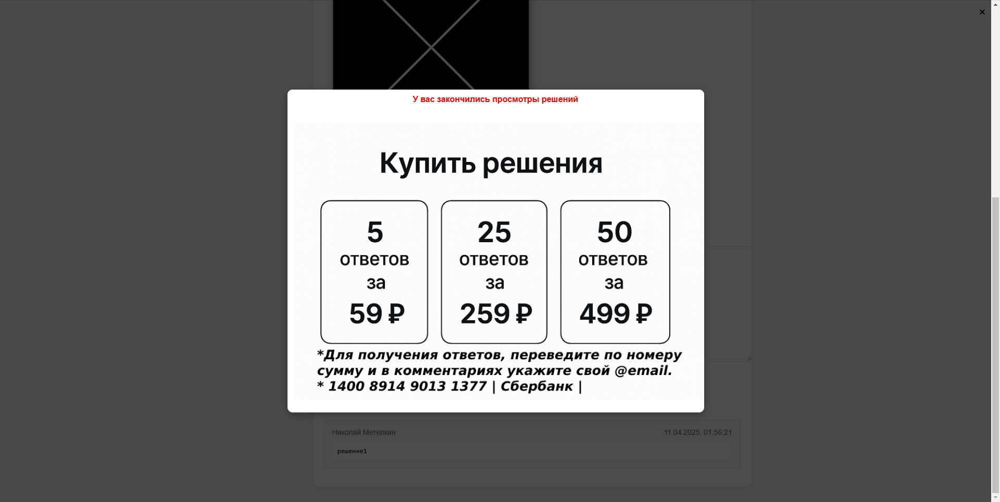 У вас закончились просмотры решений
Купить решения
5
ответов
за
59 ₽
25
ответов
за
259 ₽
50
ответов
за
499 ₽
*Для получения ответов, переведите по номеру
сумму и в комментариях укажите свой @email.
* 1400 8914 9013 1377 | Сбербанк |
Николай Метелкин
11.04.2025, 01:56:21
решение1